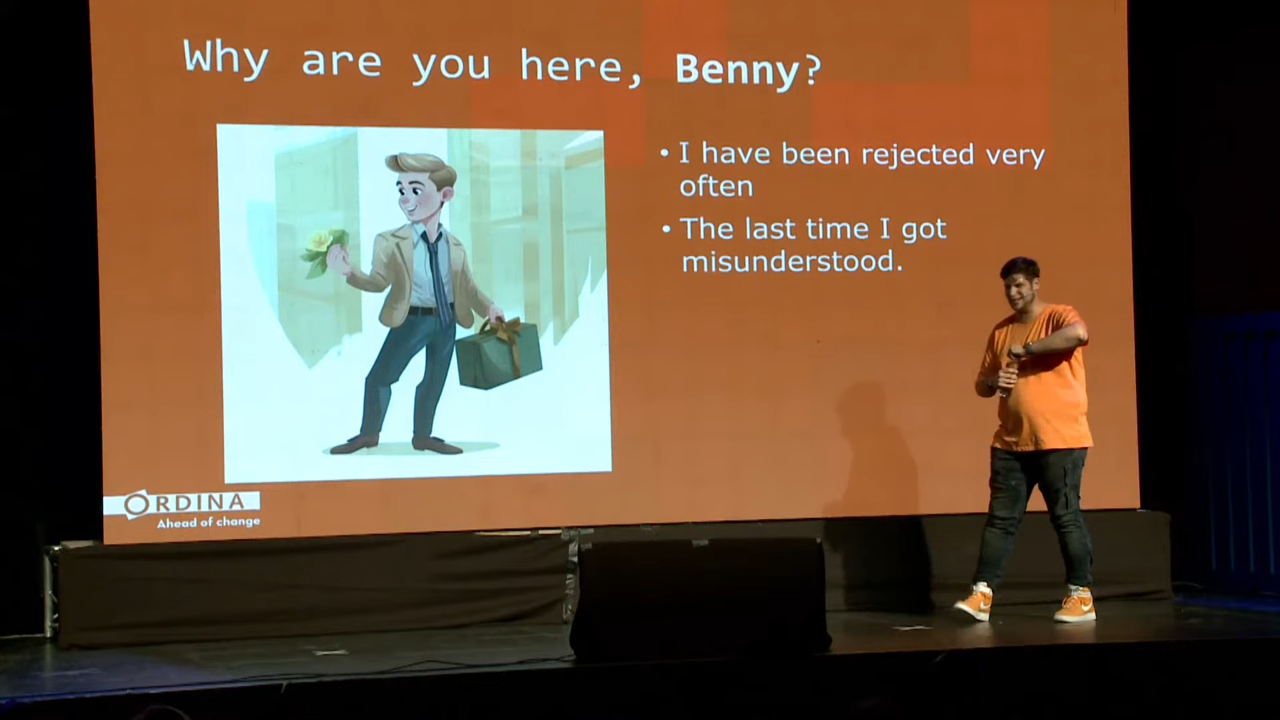 Why are you here, Benny?
• I have been rejected very
often
• The last time I got
misunderstood.
ORDINA
Ahead of change